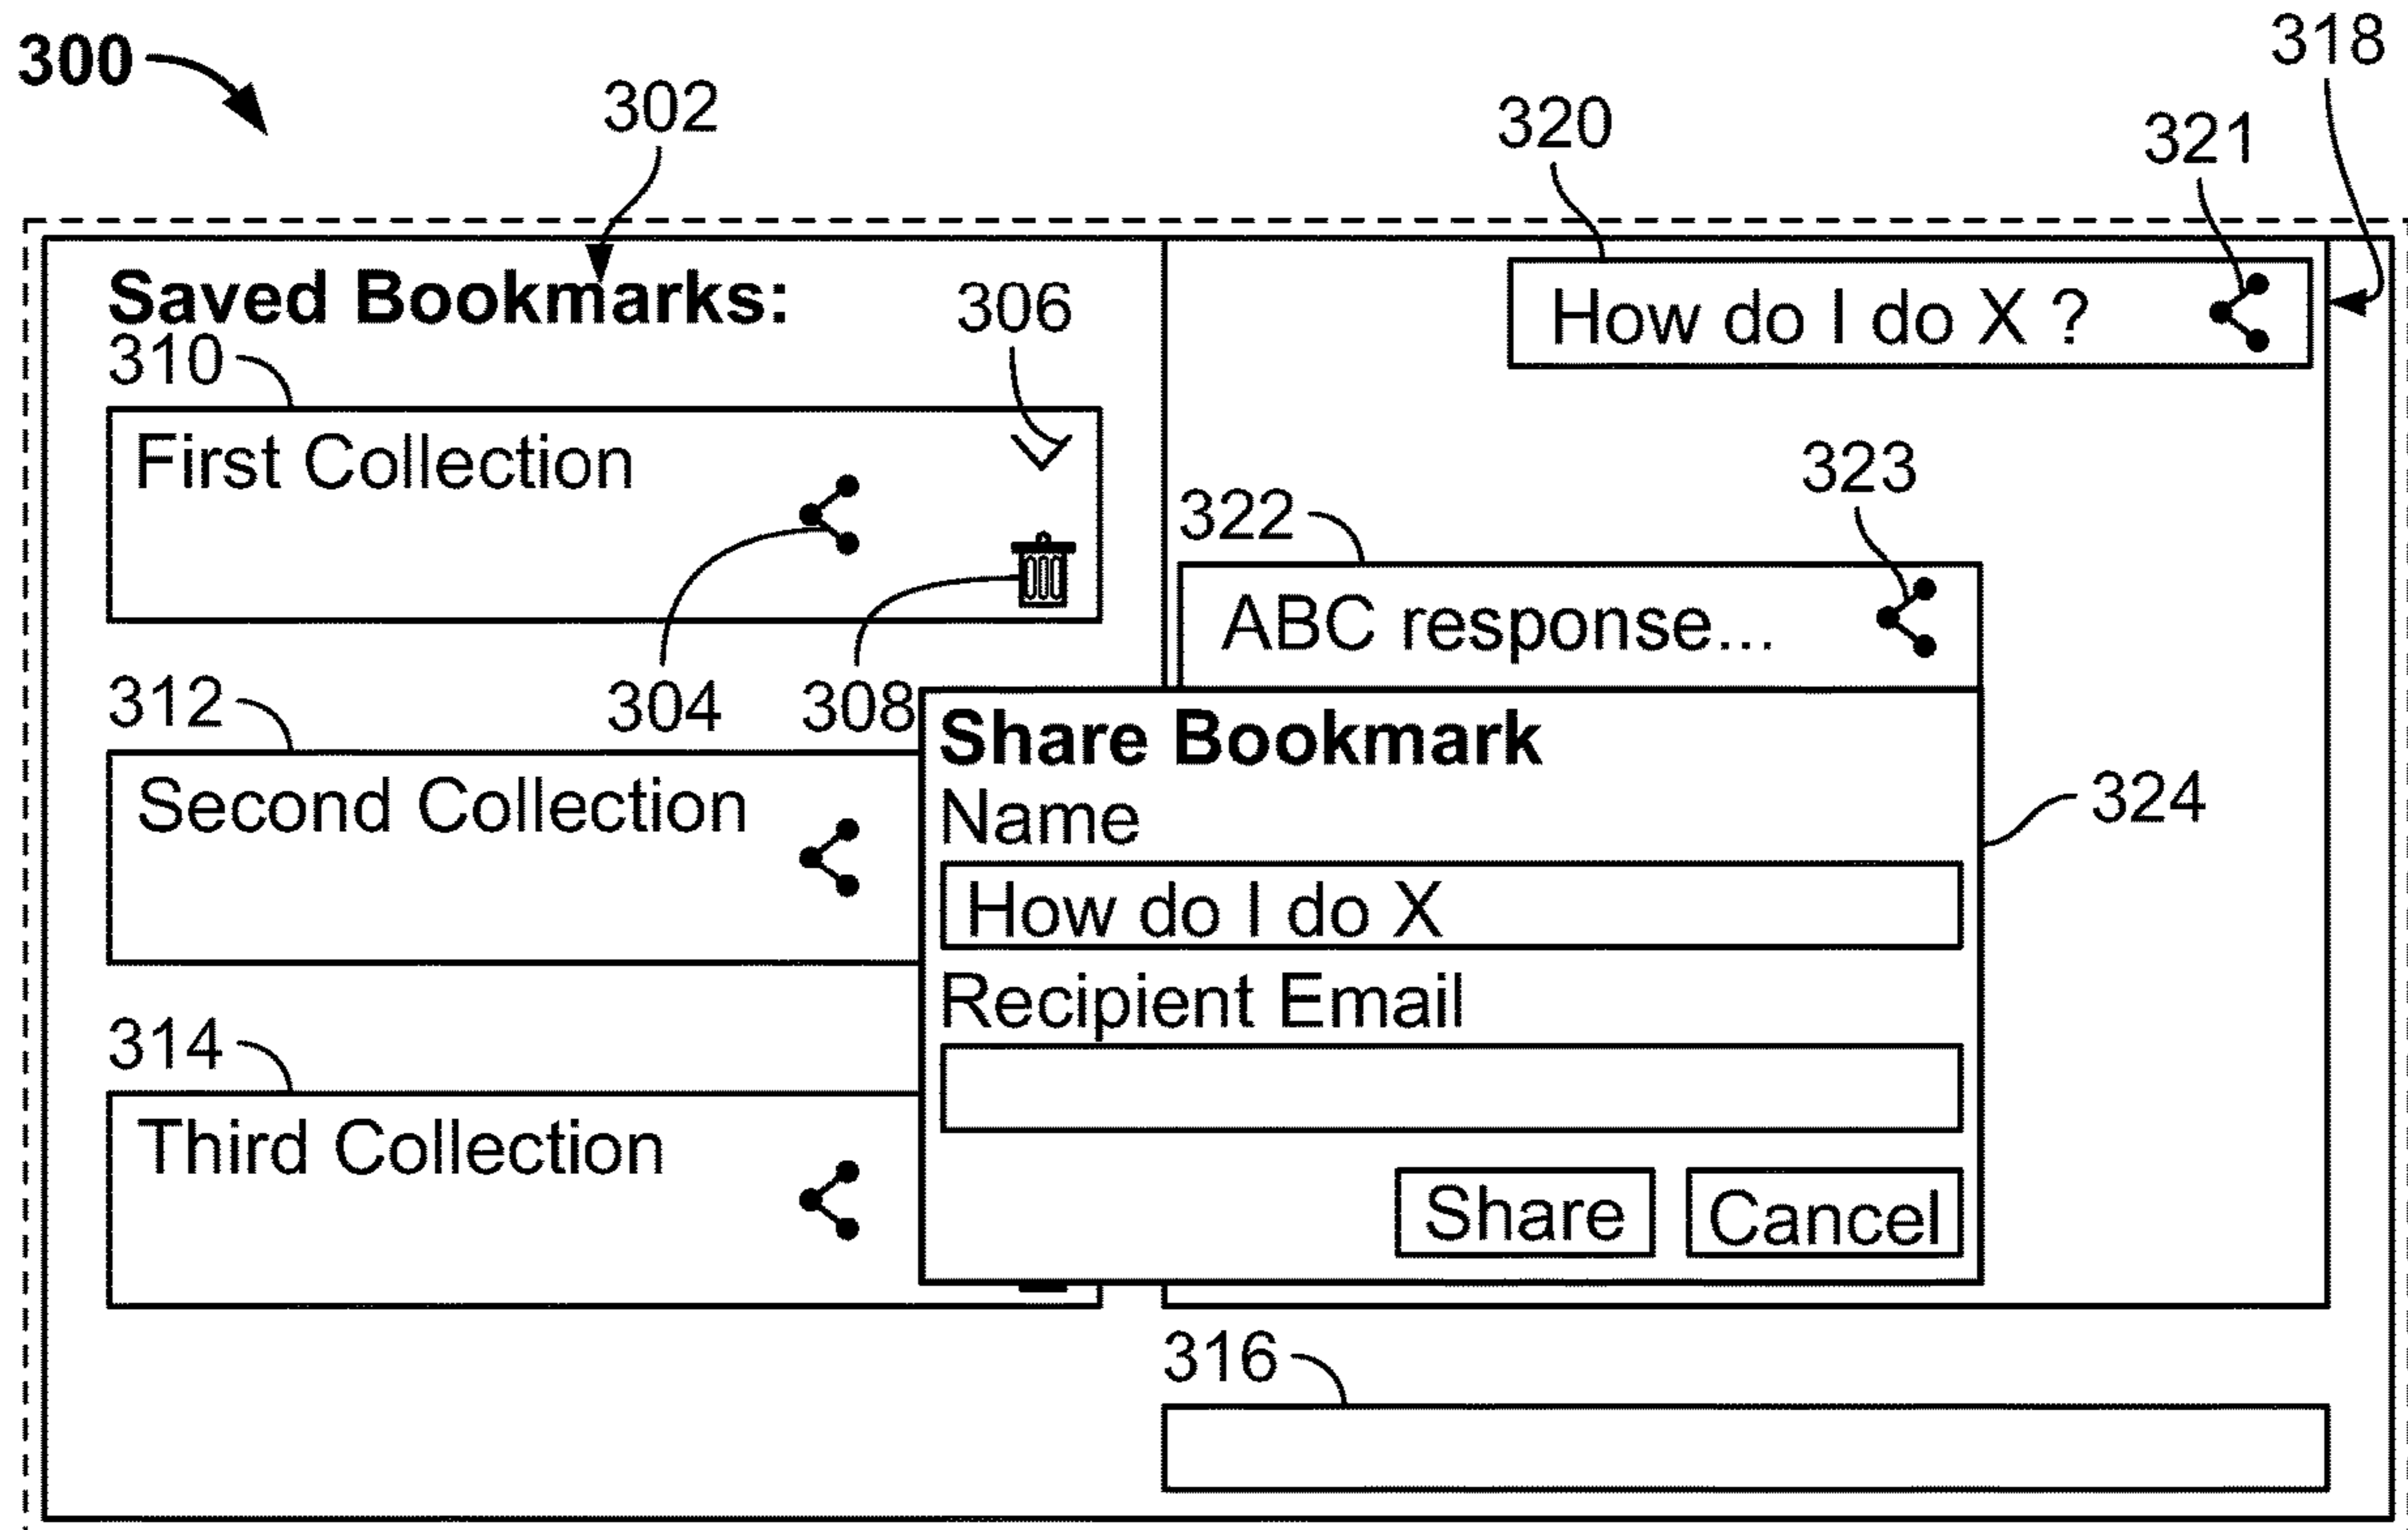 300
318
302
320
321
Saved Bookmarks:
306
How do I do X ?
310
First Collection
323
322
ABC response...
304
308
312
Share Bookmark
Second Collection
Name
324
How do I do X
Recipient Email
314
Third Collection
Share
Cancel
316